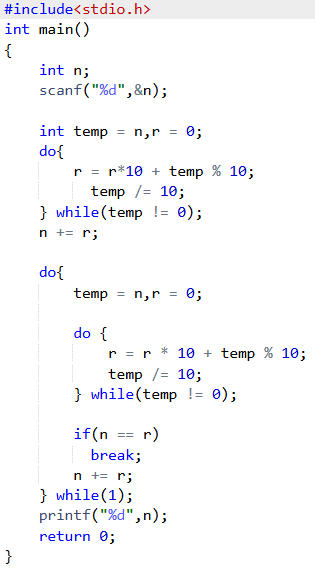 #include<stdio.h>
int main()
{
    int n;
    scanf("%d",&n);

    int temp = n,r = 0;
    do{
        r = r*10 + temp % 10;
          temp /= 10;
    } while(temp != 0);
    n += r;

    do{
        temp = n,r = 0;

        do {
            r = r * 10 + temp % 10;
            temp /= 10;
        } while(temp != 0);

        if(n == r)
          break;
        n += r;
    } while(1);
    printf("%d",n);
    return 0;
}